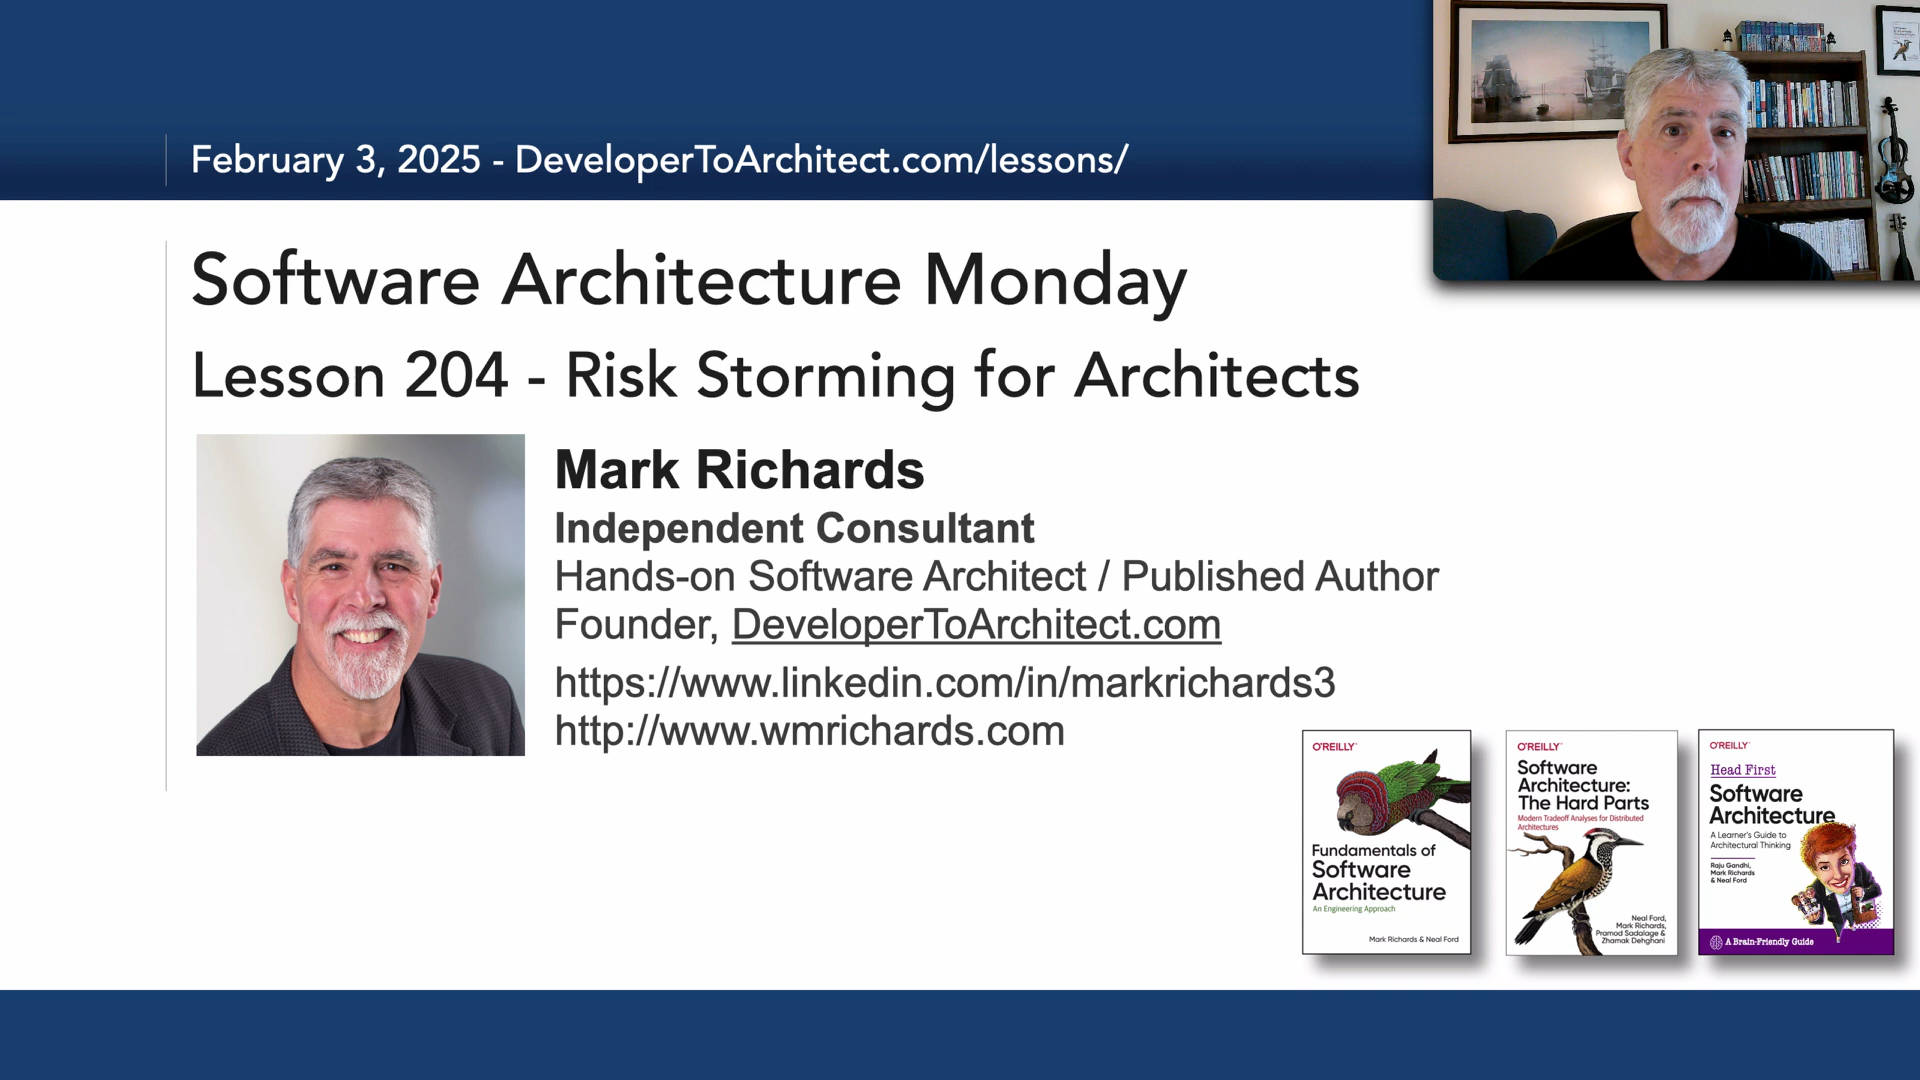 February 3, 2025 - DeveloperToArchitect.com/lessons/
Software Architecture Monday
Lesson 204 - Risk Storming for Architects
Mark Richards
Independent Consultant
Hands-on Software Architect / Published Author
Founder, DeveloperToArchitect.com
https://www.linkedin.com/in/markrichards3
http://www.wmrichards.com
O'REILLY
Fundamentals of
Software
Architecture
An Engineering Approach
Mark Richards & Neal Ford
O'REILLY
Software
Architecture:
The Hard Parts
Modern Tradeoff Analyses for Distributed
Architectures
Neal Ford,
Mark Richards,
Pramod Sadalage &
Zhamak Dehghani
O'REILLY
Head First
Software
Architecture
A Learner's Guide to
Architectural Thinking
Raju Gandhi,
Mark Richards
& Neal Ford
A Brain-Friendly Guide